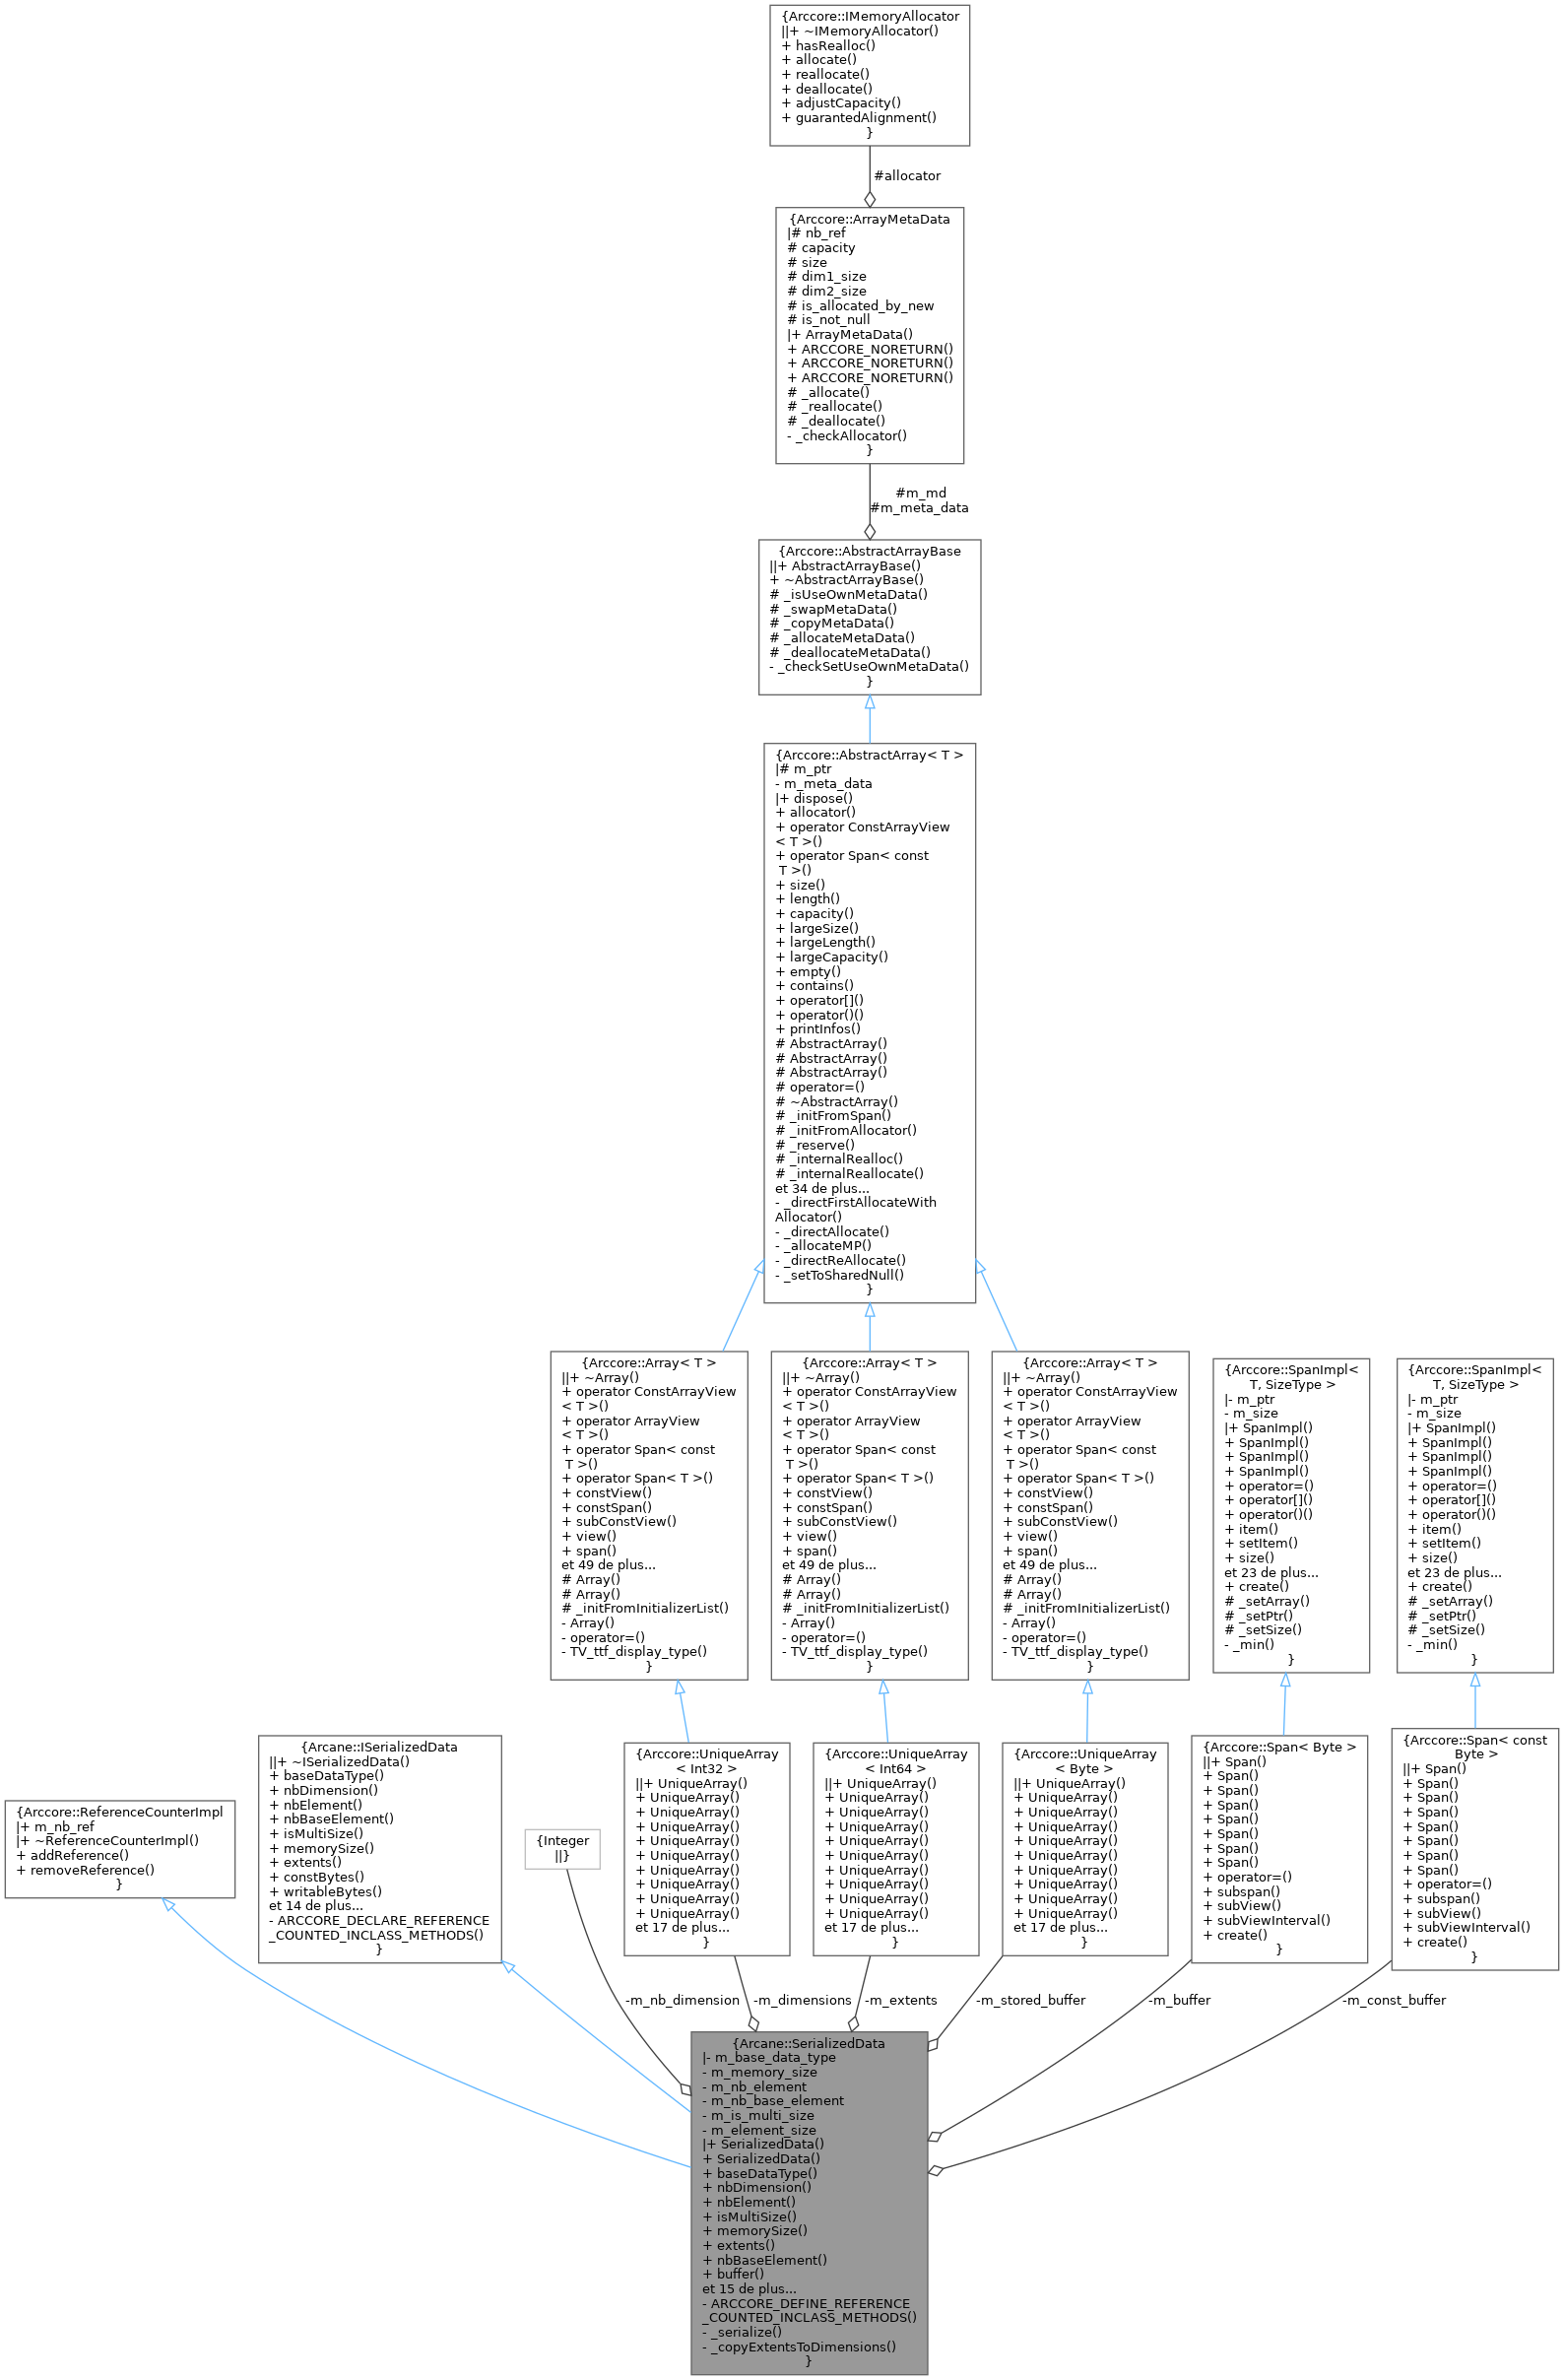 {Arccore::IMemoryAllocator
||+ ~IMemoryAllocator()
+ hasRealloc()
+ allocate()
+ reallocate()
+ deallocate()
+ adjustCapacity()
+ guarantedAlignment()
}
#allocator
{Arccore::ArrayMetaData
|# nb_ref
# capacity
# size
# dim1_size
# dim2_size
# is_allocated_by_new
# is_not_null
|+ ArrayMetaData()
+ ARCCORE_NORETURN()
+ ARCCORE_NORETURN()
+ ARCCORE_NORETURN()
# _allocate()
# _reallocate()
# _deallocate()
- _checkAllocator()
}
#m_md
#m_meta_data
{Arccore::AbstractArrayBase
||+ AbstractArrayBase()
+ ~AbstractArrayBase()
# _isUseOwnMetaData()
# _swapMetaData()
# _copyMetaData()
# _allocateMetaData()
# _deallocateMetaData()
- _checkSetUseOwnMetaData()
}
{Arccore::AbstractArray< T >
|# m_ptr
- m_meta_data
|+ dispose()
+ allocator()
+ operator ConstArrayView
< T >()
+ operator Span< const
 T >()
+ size()
+ length()
+ capacity()
+ largeSize()
+ largeLength()
+ largeCapacity()
+ empty()
+ contains()
+ operator[]()
+ operator()()
+ printInfos()
# AbstractArray()
# AbstractArray()
# AbstractArray()
# operator=()
# ~AbstractArray()
# _initFromSpan()
# _initFromAllocator()
# _reserve()
# _internalRealloc()
# _internalReallocate()
et 34 de plus...
- _directFirstAllocateWith
Allocator()
- _directAllocate()
- _allocateMP()
- _directReAllocate()
- _setToSharedNull()
}
{Arccore::Array< T >
||+ ~Array()
+ operator ConstArrayView
< T >()
+ operator ArrayView
< T >()
+ operator Span< const
 T >()
+ operator Span< T >()
+ constView()
+ constSpan()
+ subConstView()
+ view()
+ span()
et 49 de plus...
# Array()
# Array()
# _initFromInitializerList()
- Array()
- operator=()
- TV_ttf_display_type()
}
{Arccore::Array< T >
||+ ~Array()
+ operator ConstArrayView
< T >()
+ operator ArrayView
< T >()
+ operator Span< const
 T >()
+ operator Span< T >()
+ constView()
+ constSpan()
+ subConstView()
+ view()
+ span()
et 49 de plus...
# Array()
# Array()
# _initFromInitializerList()
- Array()
- operator=()
- TV_ttf_display_type()
}
{Arccore::Array< T >
||+ ~Array()
+ operator ConstArrayView
< T >()
+ operator ArrayView
< T >()
+ operator Span< const
 T >()
+ operator Span< T >()
+ constView()
+ constSpan()
+ subConstView()
+ view()
+ span()
et 49 de plus...
# Array()
# Array()
# _initFromInitializerList()
- Array()
- operator=()
- TV_ttf_display_type()
}
{Arccore::SpanImpl<
T, SizeType >
|- m_ptr
- m_size
|+ SpanImpl()
+ SpanImpl()
+ SpanImpl()
+ SpanImpl()
+ operator=()
+ operator[]()
+ operator()()
+ item()
+ setItem()
+ size()
et 23 de plus...
+ create()
# _setArray()
# _setPtr()
# _setSize()
- _min()
}
{Arccore::SpanImpl<
T, SizeType >
|- m_ptr
- m_size
|+ SpanImpl()
+ SpanImpl()
+ SpanImpl()
+ SpanImpl()
+ operator=()
+ operator[]()
+ operator()()
+ item()
+ setItem()
+ size()
et 23 de plus...
+ create()
# _setArray()
# _setPtr()
# _setSize()
- _min()
}
{Arccore::ReferenceCounterImpl
|+ m_nb_ref
|+ ~ReferenceCounterImpl()
+ addReference()
+ removeReference()
}
{Arcane::ISerializedData
||+ ~ISerializedData()
+ baseDataType()
+ nbDimension()
+ nbElement()
+ nbBaseElement()
+ isMultiSize()
+ memorySize()
+ extents()
+ constBytes()
+ writableBytes()
et 14 de plus...
- ARCCORE_DECLARE_REFERENCE
_COUNTED_INCLASS_METHODS()
}
{Integer
||}
{Arccore::UniqueArray
< Int32 >
||+ UniqueArray()
+ UniqueArray()
+ UniqueArray()
+ UniqueArray()
+ UniqueArray()
+ UniqueArray()
+ UniqueArray()
+ UniqueArray()
+ UniqueArray()
+ UniqueArray()
et 17 de plus...
}
{Arccore::UniqueArray
< Int64 >
||+ UniqueArray()
+ UniqueArray()
+ UniqueArray()
+ UniqueArray()
+ UniqueArray()
+ UniqueArray()
+ UniqueArray()
+ UniqueArray()
+ UniqueArray()
+ UniqueArray()
et 17 de plus...
}
{Arccore::UniqueArray
< Byte >
||+ UniqueArray()
+ UniqueArray()
+ UniqueArray()
+ UniqueArray()
+ UniqueArray()
+ UniqueArray()
+ UniqueArray()
+ UniqueArray()
+ UniqueArray()
+ UniqueArray()
et 17 de plus...
}
{Arccore::Span< Byte >
||+ Span()
+ Span()
+ Span()
+ Span()
+ Span()
+ Span()
+ Span()
+ Span()
+ operator=()
+ subspan()
+ subView()
+ subViewInterval()
+ create()
}
{Arccore::Span< const
Byte >
||+ Span()
+ Span()
+ Span()
+ Span()
+ Span()
+ Span()
+ Span()
+ Span()
+ operator=()
+ subspan()
+ subView()
+ subViewInterval()
+ create()
}
-m_nb_dimension
-m_dimensions
-m_extents
-m_stored_buffer
-m_buffer
-m_const_buffer
{Arcane::SerializedData
|- m_base_data_type
- m_memory_size
- m_nb_element
- m_nb_base_element
- m_is_multi_size
- m_element_size
|+ SerializedData()
+ SerializedData()
+ baseDataType()
+ nbDimension()
+ nbElement()
+ isMultiSize()
+ memorySize()
+ extents()
+ nbBaseElement()
+ buffer()
et 15 de plus...
- ARCCORE_DEFINE_REFERENCE
_COUNTED_INCLASS_METHODS()
- _serialize()
- _copyExtentsToDimensions()
}